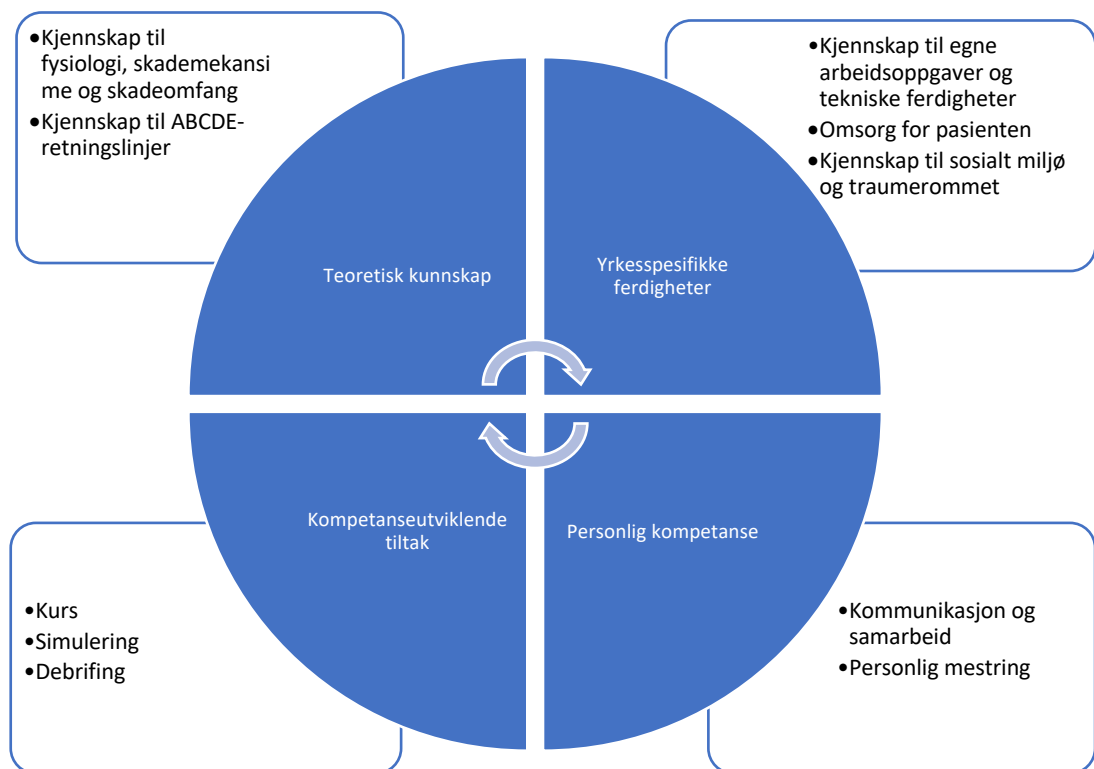 •Kjennskap til
fysiologi, skademekansi
me og skadeomfang
•Kjennskap til ABCDE-
retningslinjer
•Kjennskap til egne
arbeidsoppgaver og
tekniske ferdigheter
•Omsorg for pasienten
•Kjennskap til sosialt miljø
og traumerommet
Teoretisk kunnskap
Yrkesspesifikke
ferdigheter
Kompetanseutviklende
tiltak
Personlig kompetanse
•Kurs
•Simulering
•Debrifing
•Kommunikasjon og
samarbeid
•Personlig mestring